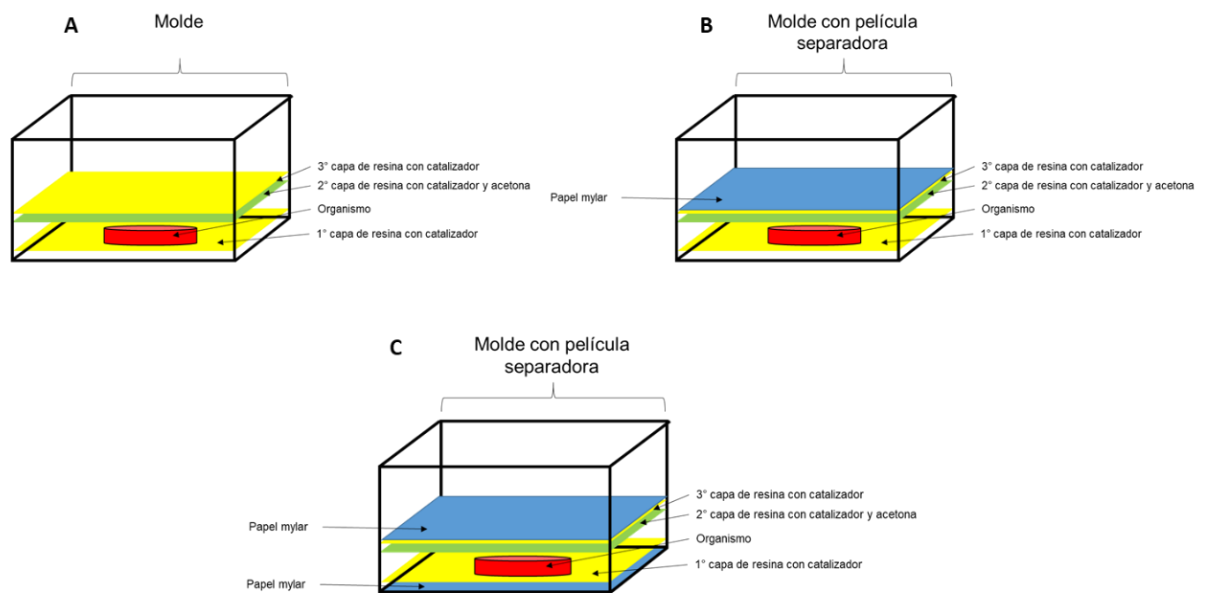 A
Molde
3° capa de resina con catalizador
2° capa de resina con catalizador y acetona
Organismo
1° capa de resina con catalizador
B
Molde con película
separadora
Papel mylar
3° capa de resina con catalizador
2° capa de resina con catalizador y acetona
Organismo
1° capa de resina con catalizador
C
Molde con película
separadora
Papel mylar
3° capa de resina con catalizador
2° capa de resina con catalizador y acetona
Organismo
1° capa de resina con catalizador
Papel mylar